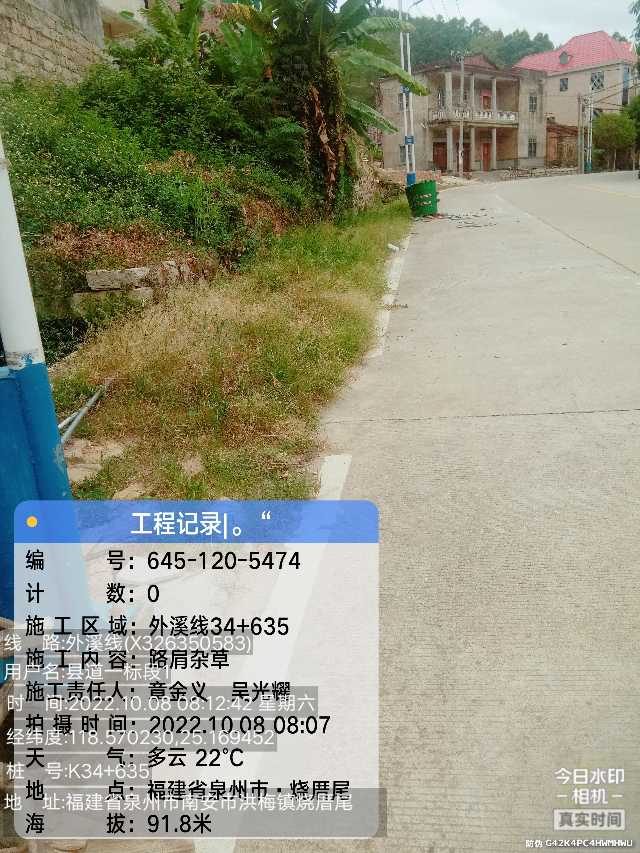 工程记录|。“
编 号：645-120-5474
计 数：0
施工区域：外溪线34+635
线 路:外溪线(X326350583)
施工内容：路肩杂草
用户名:县道一标段1
施工责任人：章金义 吴光耀
时 间:2022.10.08 08:12:42 星期六
拍摄时间：2022.10.08 08:07
经纬度:118.570230,25.169452
天 气：多云 22℃
桩 号:K34+635
地 点：福建省泉州市·烧厝尾
地 址:福建省泉州市南安市洪梅镇烧厝尾
海 拔：91.8米
今日水印
-相机-
真实时间
防伪 G42K4PC4HWMHWU